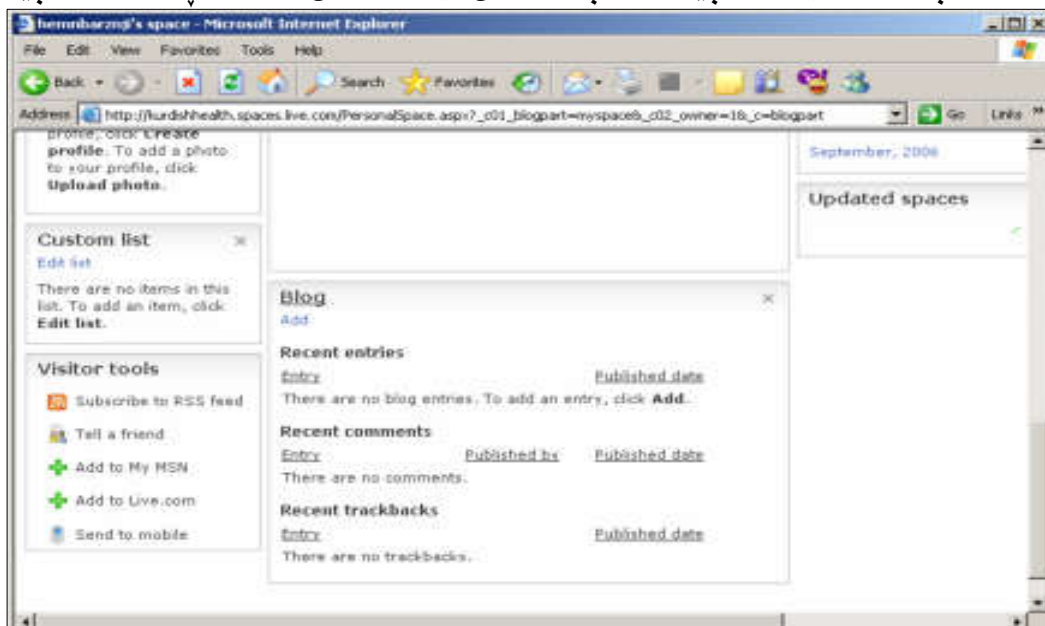 hemnbarznji's space - Microsoft Internet Explorer
File Edit View Favorites Tools Help
Back Search Favorites
Address http://kurdishhealth.spaces.live.com/PersonalSpace.aspx?_c01_blogpart=myspace&_c02_owner=1&_c=blogpart Go Links
profile, click Create
profile. To add a photo
to your profile, click
Upload photo.
Custom list
Edit list
There are no items in this
list. To add an item, click
Edit list.
Visitor tools
Subscribe to RSS feed
Tell a friend
Add to My MSN
Add to Live.com
Send to mobile
Blog
Add
Recent entries
Entry Published date
There are no blog entries. To add an entry, click Add.
Recent comments
Entry Published by Published date
There are no comments.
Recent trackbacks
Entry Published date
There are no trackbacks.
September, 2006
Updated spaces